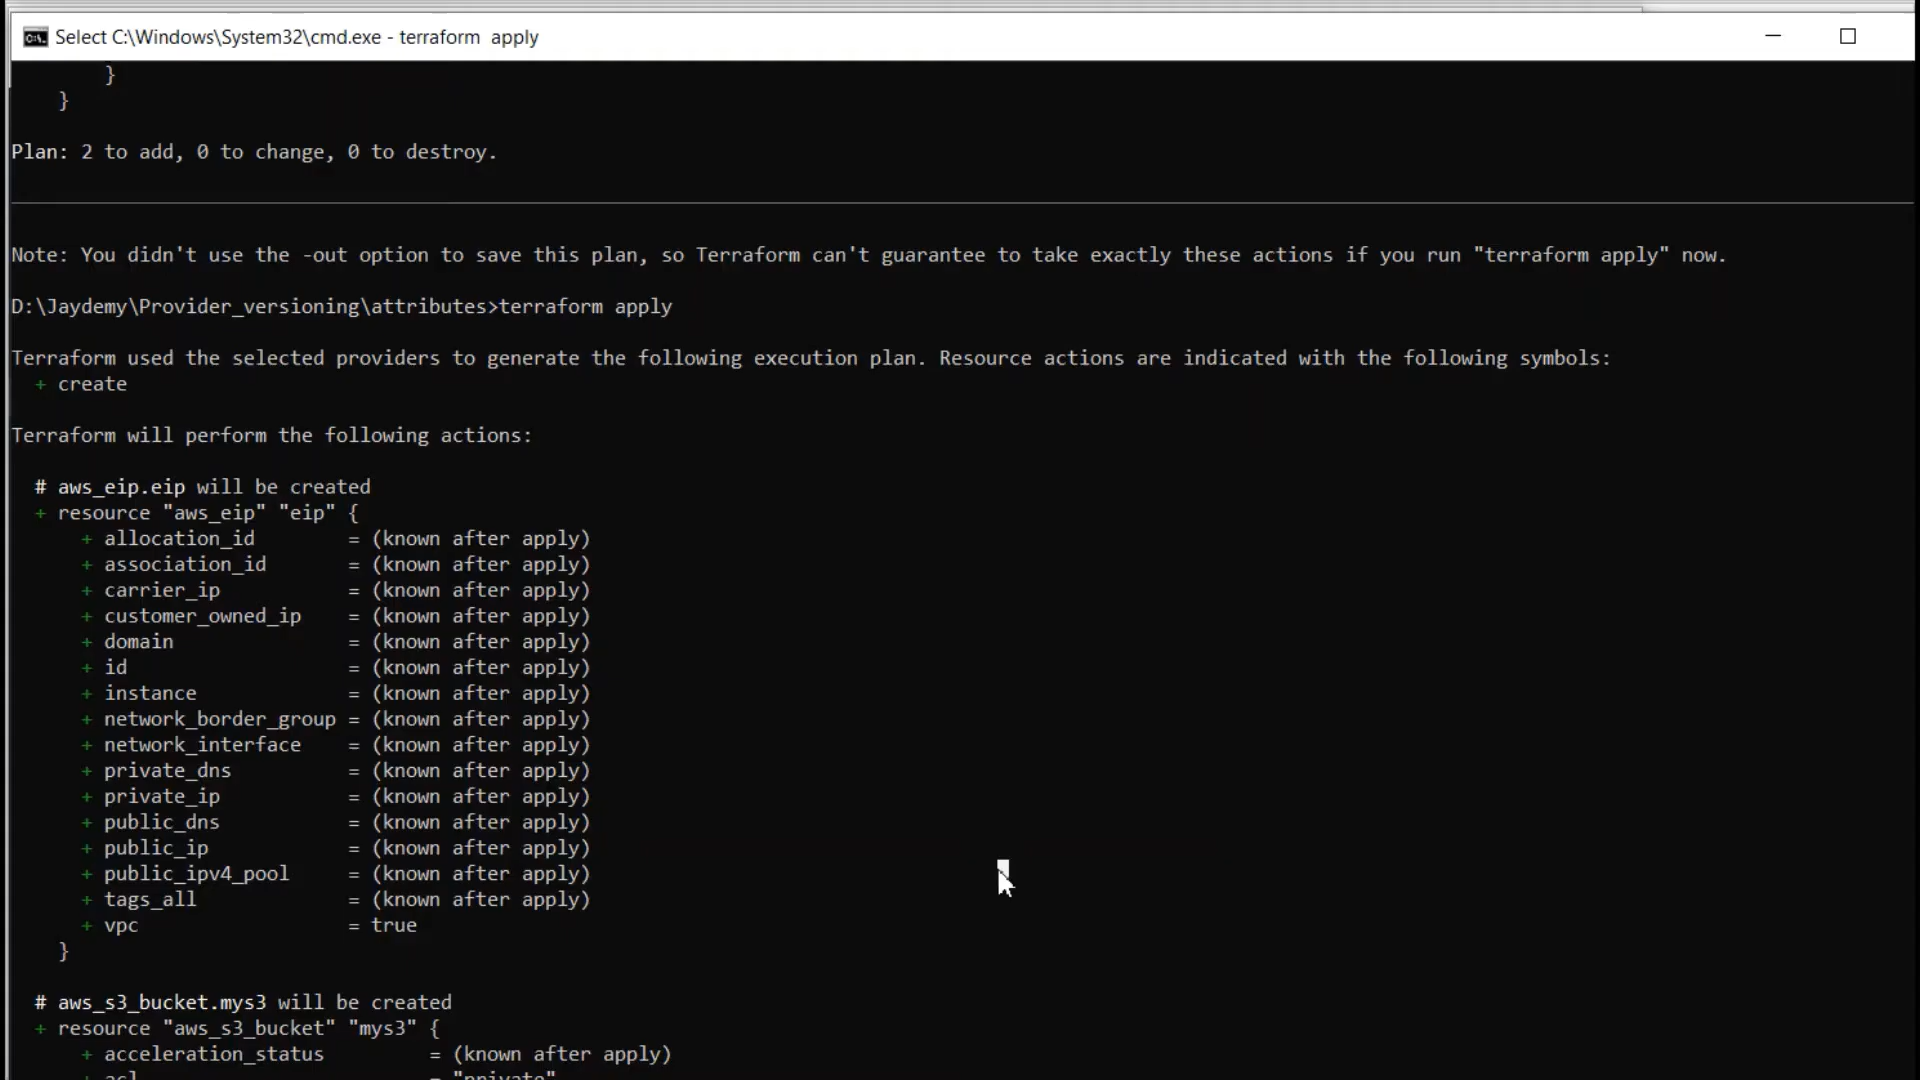 Select C:\Windows\System32\cmd.exe - terraform  apply
        }
    }
Plan: 2 to add, 0 to change, 0 to destroy.
Note: You didn't use the -out option to save this plan, so Terraform can't guarantee to take exactly these actions if you run "terraform apply" now.
D:\Jaydemy\Provider_versioning\attributes>terraform apply
Terraform used the selected providers to generate the following execution plan. Resource actions are indicated with the following symbols:
  + create
Terraform will perform the following actions:
  # aws_eip.eip will be created
  + resource "aws_eip" "eip" {
      + allocation_id        = (known after apply)
      + association_id       = (known after apply)
      + carrier_ip           = (known after apply)
      + customer_owned_ip    = (known after apply)
      + domain               = (known after apply)
      + id                   = (known after apply)
      + instance             = (known after apply)
      + network_border_group = (known after apply)
      + network_interface    = (known after apply)
      + private_dns          = (known after apply)
      + private_ip           = (known after apply)
      + public_dns           = (known after apply)
      + public_ip            = (known after apply)
      + public_ipv4_pool     = (known after apply)
      + tags_all             = (known after apply)
      + vpc                  = true
    }
  # aws_s3_bucket.mys3 will be created
  + resource "aws_s3_bucket" "mys3" {
      + acceleration_status         = (known after apply)
      + acl                         = "private"